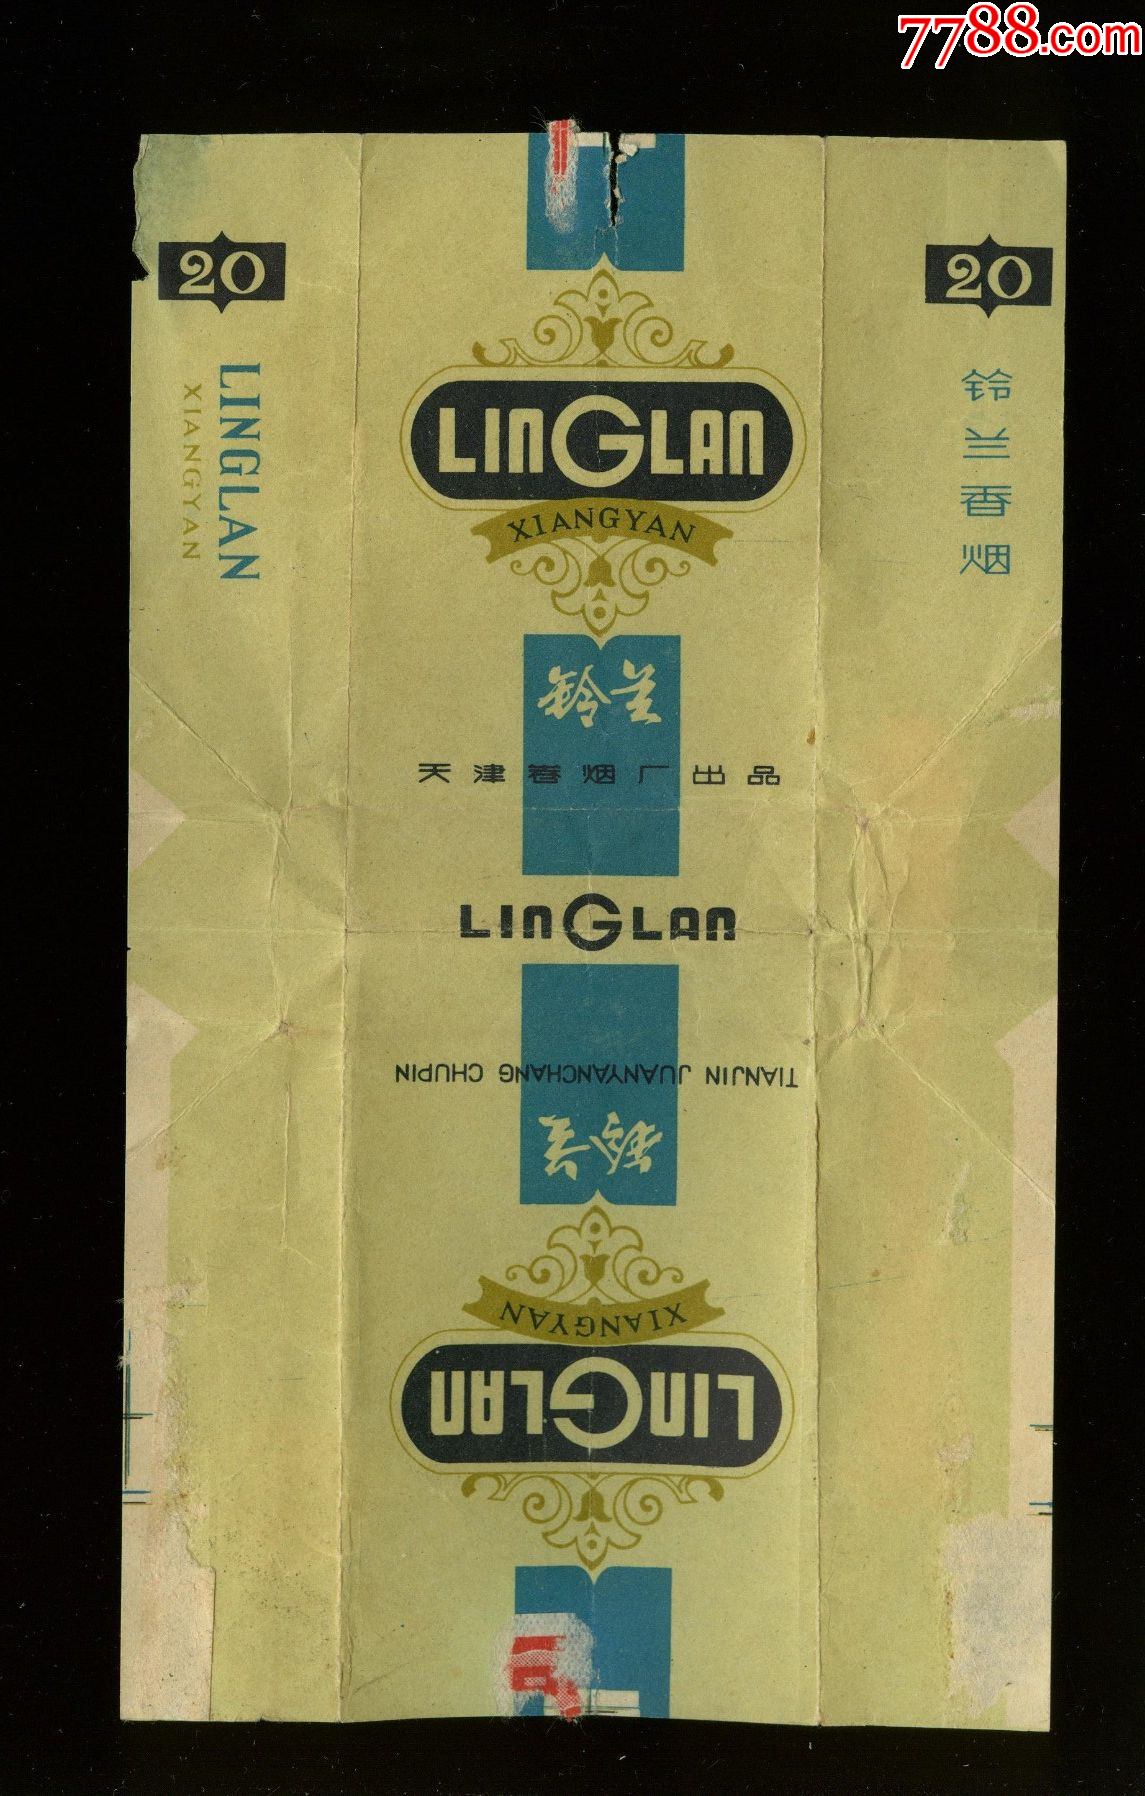 7788.com
20
20
LINGLAN
XIANGYAN
铃兰香烟
LINGLAN
XIANGYAN
铃兰
天津卷烟厂出品
LINGLAN
TIANJIN JUANYANCHANG CHUPIN
铃兰
XIANGYAN
LINGLAN